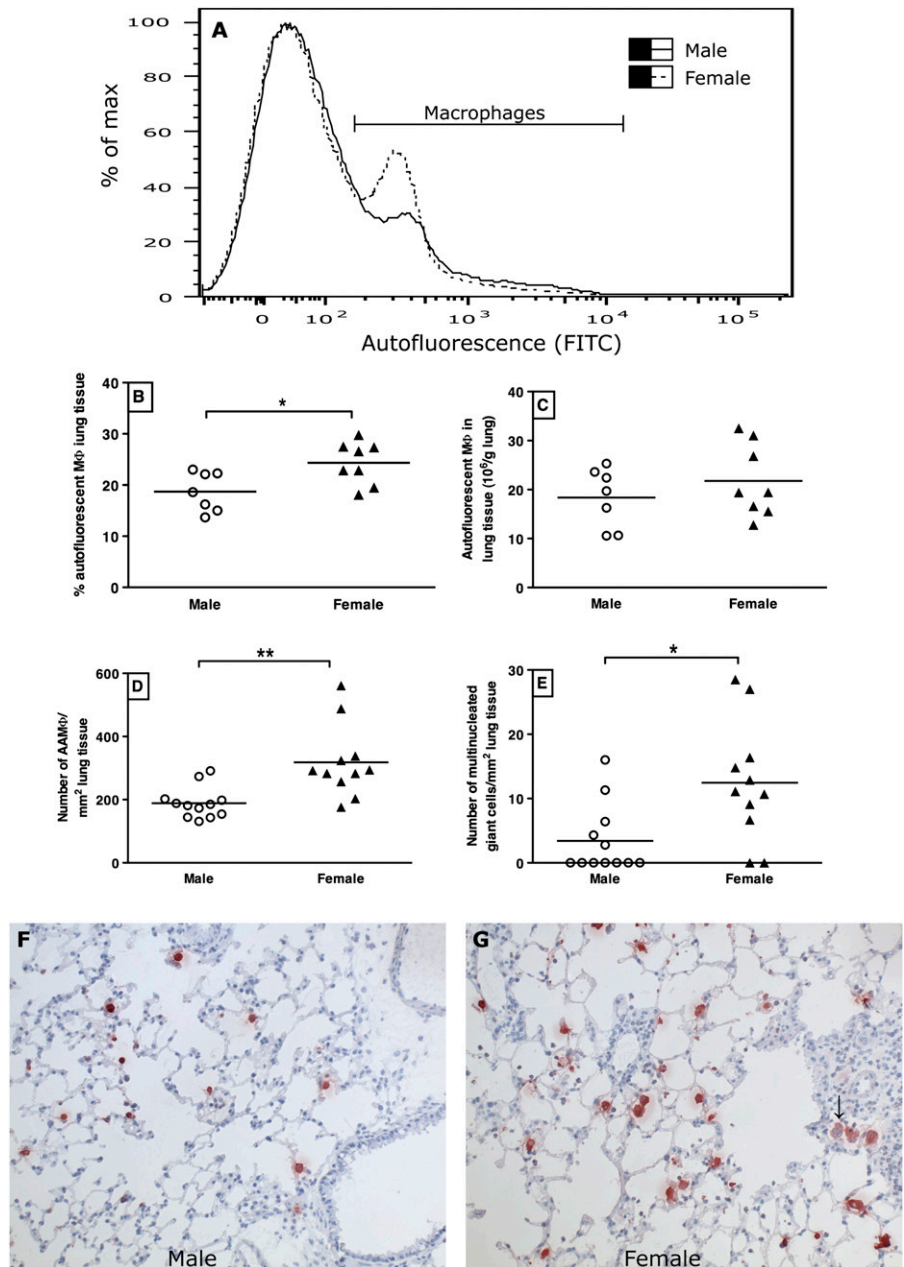 A
Male
Female
Macrophages
% of max
100
80
60
40
20
0
0 10² 10³ 10⁴ 10⁵
Autofluorescence (FITC)
B
*
% autofluorescent MΦ lung tissue
40
30
20
10
0
Male Female
C
Autofluorescent MΦ in
lung tissue (10⁶/g lung)
40
30
20
10
0
Male Female
D
**
Number of AAMΦ/
mm² lung tissue
600
400
200
0
Male Female
E
*
Number of multinucleated
giant cells/mm² lung tissue
30
20
10
0
Male Female
F
Male
G
Female